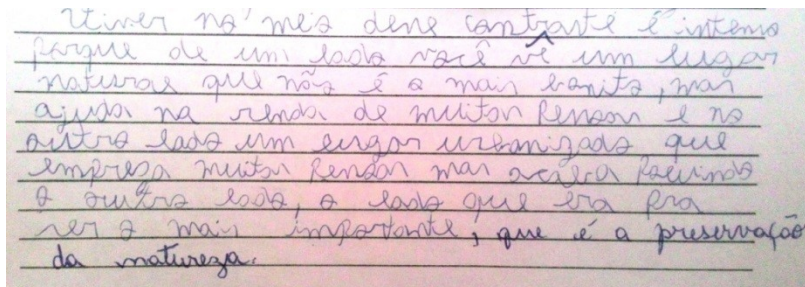 Viver no meio desse contraste é intenso
porque de um lado você vê um lugar
natural que não é o mais bonito, mas
ajuda na renda de muitas pessoas e no
outro lado um lugar urbanizado que
emprega muitas pessoas mas acaba poluindo
o outro lado, o lado que era pra
ser o mais importante, que é a preservação
da natureza.